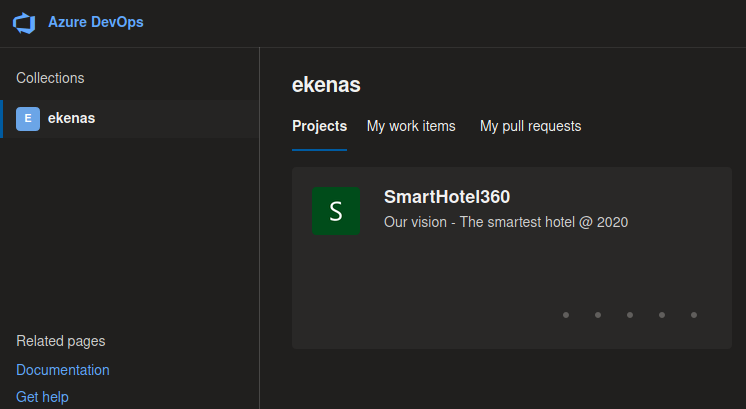 Azure DevOps
Collections
E ekenas
Related pages
Documentation
Get help
ekenas
Projects My work items My pull requests
S
SmartHotel360
Our vision - The smartest hotel @ 2020